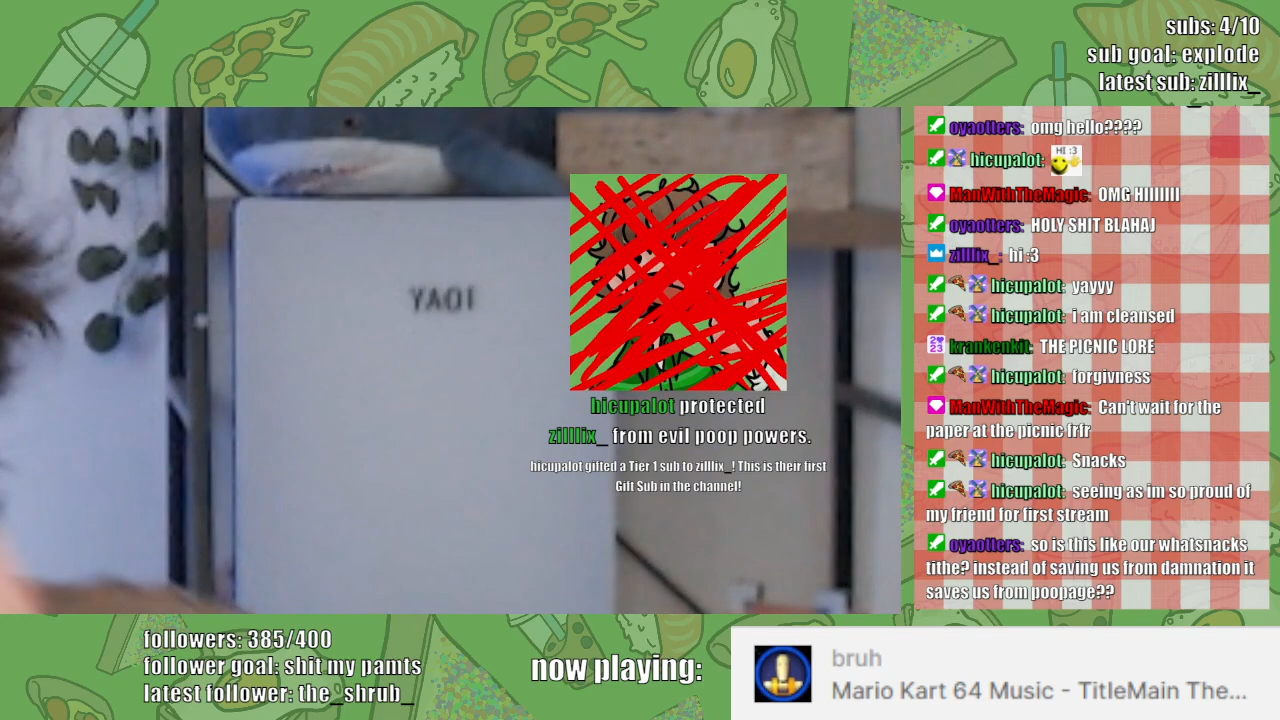 subs: 4/10
sub goal: explode
latest sub: zilllix_
oyaotters: omg hello????
hicupalot: HI :3
ManWithTheMagic: OMG HIIIIIII
oyaotters: HOLY SHIT BLAHAJ
zilllix_: hi :3
hicupalot: yayyy
hicupalot: i am cleansed
2 23 krankenkit: THE PICNIC LORE
hicupalot: forgivness
ManWithTheMagic: Can't wait for the
paper at the picnic frfr
hicupalot: Snacks
hicupalot: seeing as im so proud of
my friend for first stream
oyaotters: so is this like our whatsnacks
tithe? instead of saving us from damnation it
saves us from poopage??
YAOI
hicupalot protected
zilllix_ from evil poop powers.
hicupalot gifted a Tier 1 sub to zilllix_! This is their first
Gift Sub in the channel!
followers: 385/400
follower goal: shit my pamts
latest follower: the_shrub_
now playing:
bruh
Mario Kart 64 Music - TitleMain The...